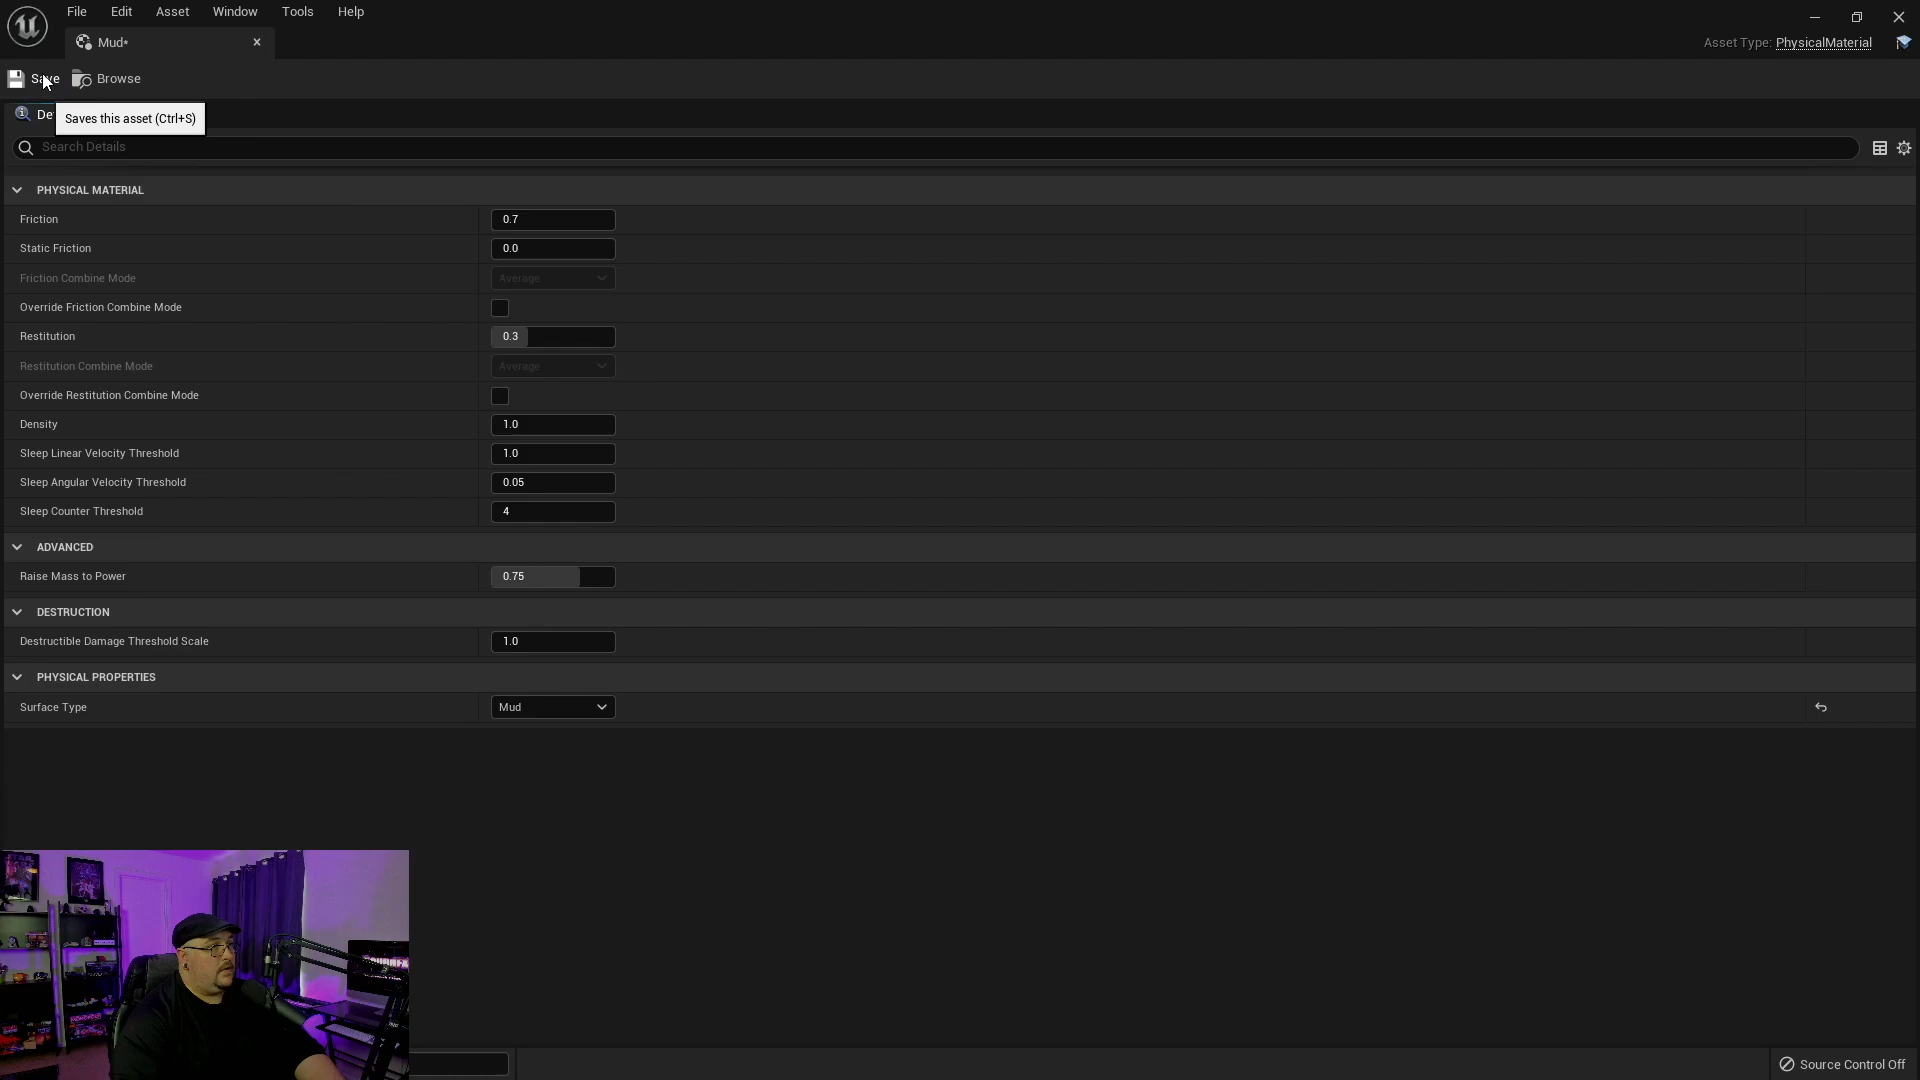 File Edit Asset Window Tools Help
Mud*
Asset Type: PhysicalMaterial
Save Browse
De
Saves this asset (Ctrl+S)
Search Details
PHYSICAL MATERIAL
Friction 0.7
Static Friction 0.0
Friction Combine Mode Average
Override Friction Combine Mode
Restitution 0.3
Restitution Combine Mode Average
Override Restitution Combine Mode
Density 1.0
Sleep Linear Velocity Threshold 1.0
Sleep Angular Velocity Threshold 0.05
Sleep Counter Threshold 4
ADVANCED
Raise Mass to Power 0.75
DESTRUCTION
Destructible Damage Threshold Scale 1.0
PHYSICAL PROPERTIES
Surface Type Mud
Source Control Off